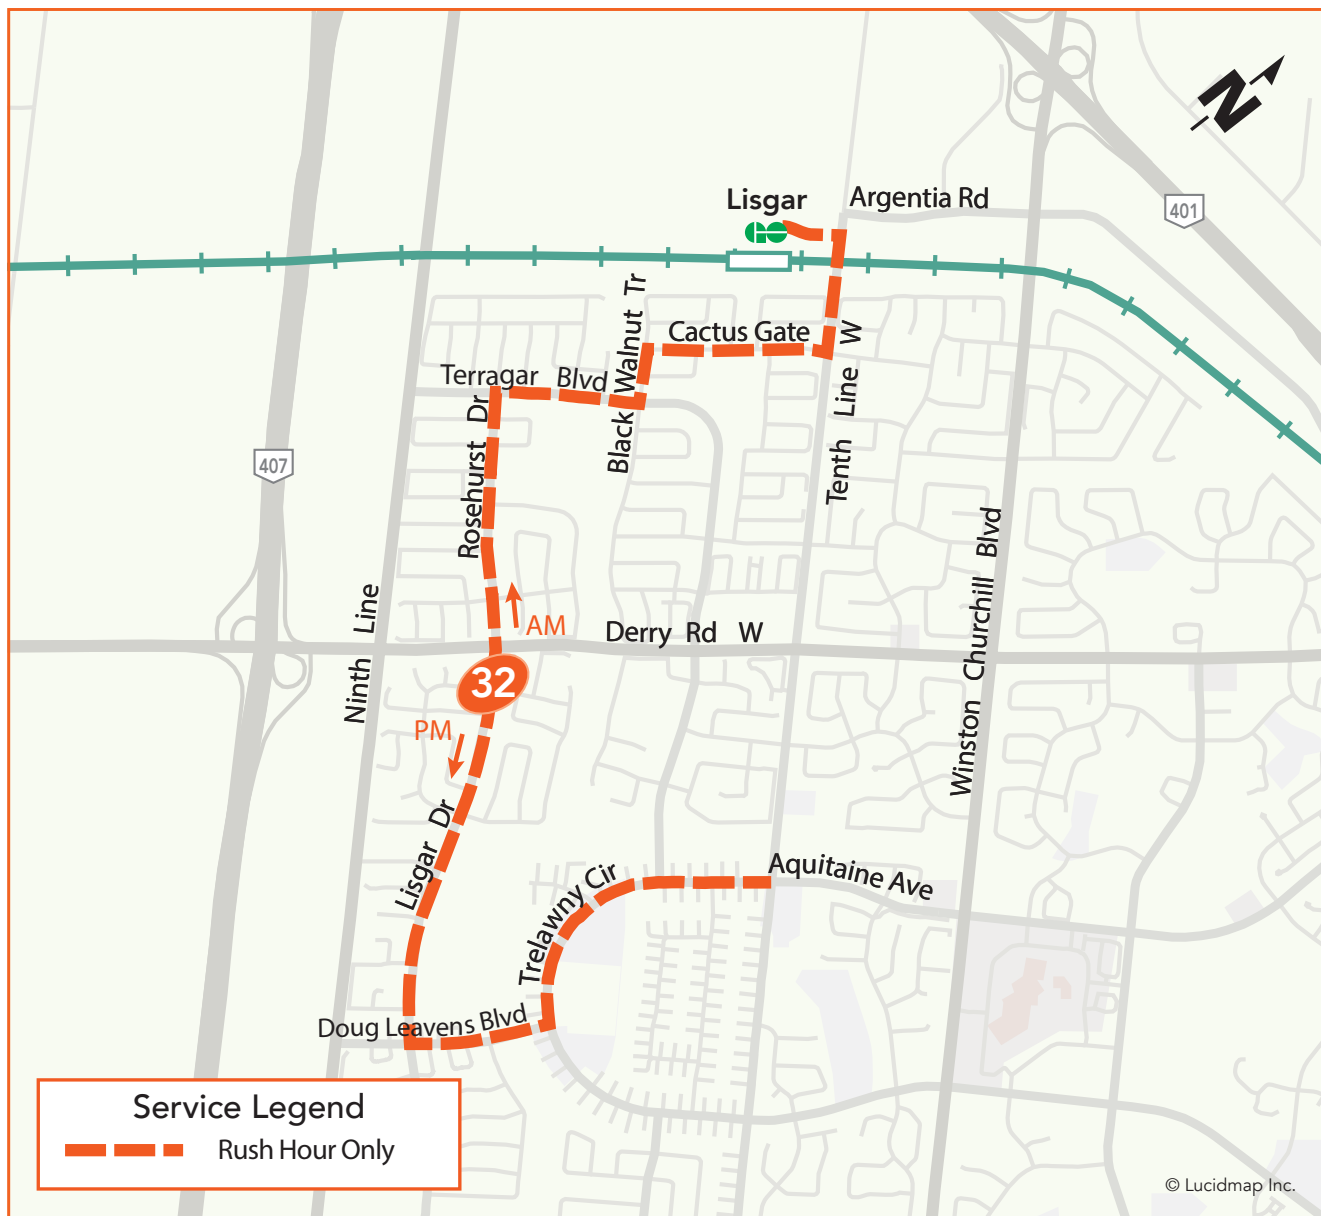 N
Lisgar
GO
Argentia Rd
401
Cactus Gate
Black Walnut Tr
Terragar Blvd
Tenth Line W
Rosehurst Dr
407
Winston Churchill Blvd
Ninth Line
AM
Derry Rd W
32
PM
Lisgar Dr
Trelawny Cir
Aquitaine Ave
Doug Leavens Blvd
Service Legend
Rush Hour Only
© Lucidmap Inc.